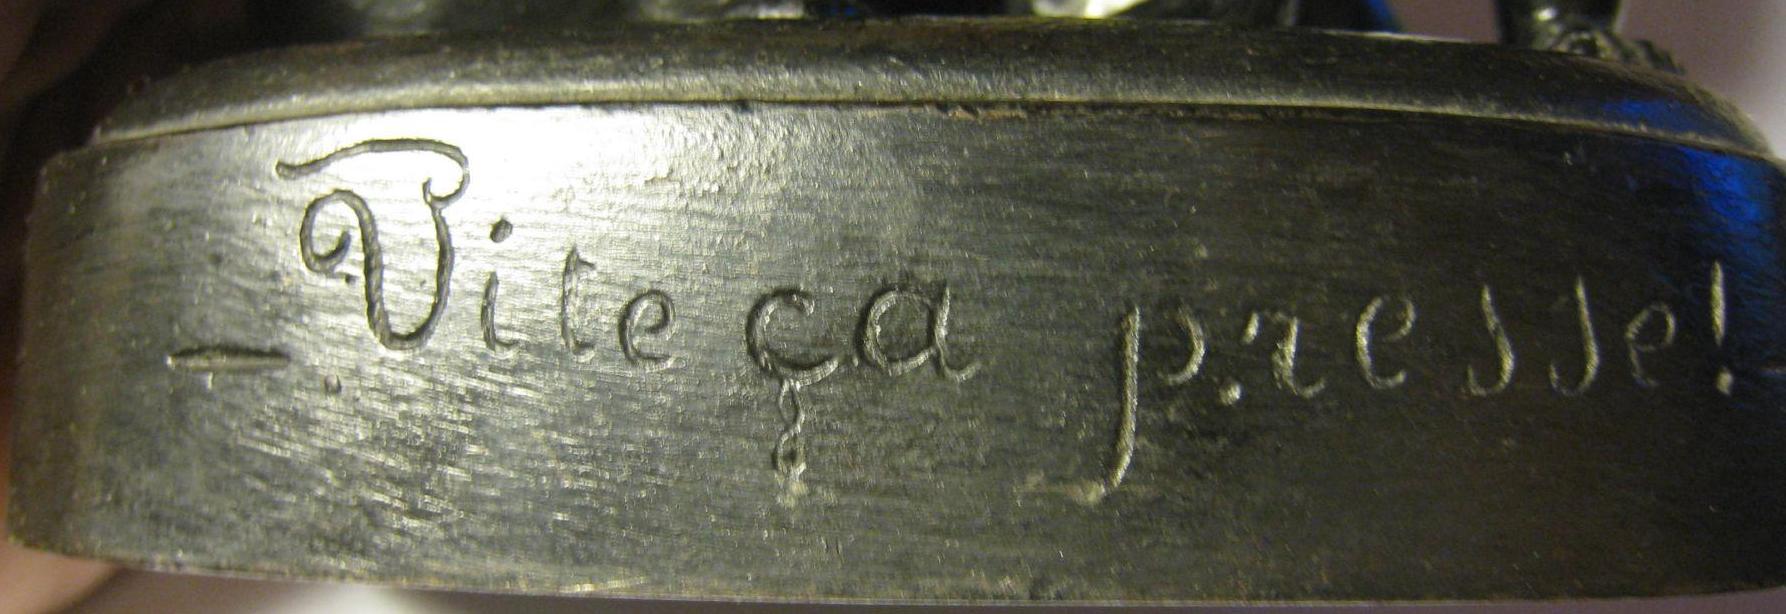 - Vite ça presse! -